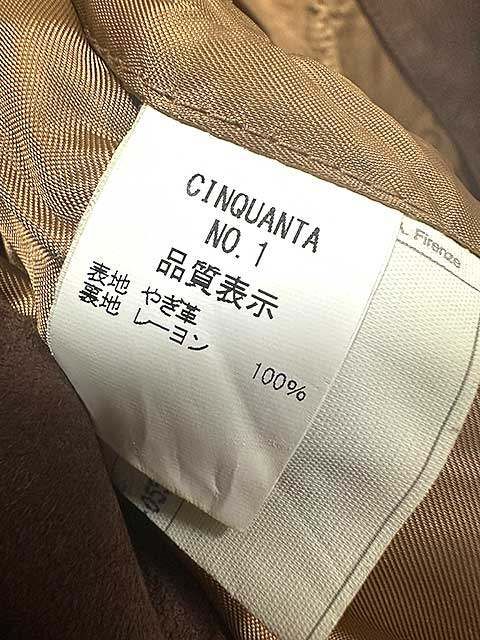 CINQUANTA
NO.1
品質表示
表地 やぎ革
裏地 レーヨン 100%
Firenze